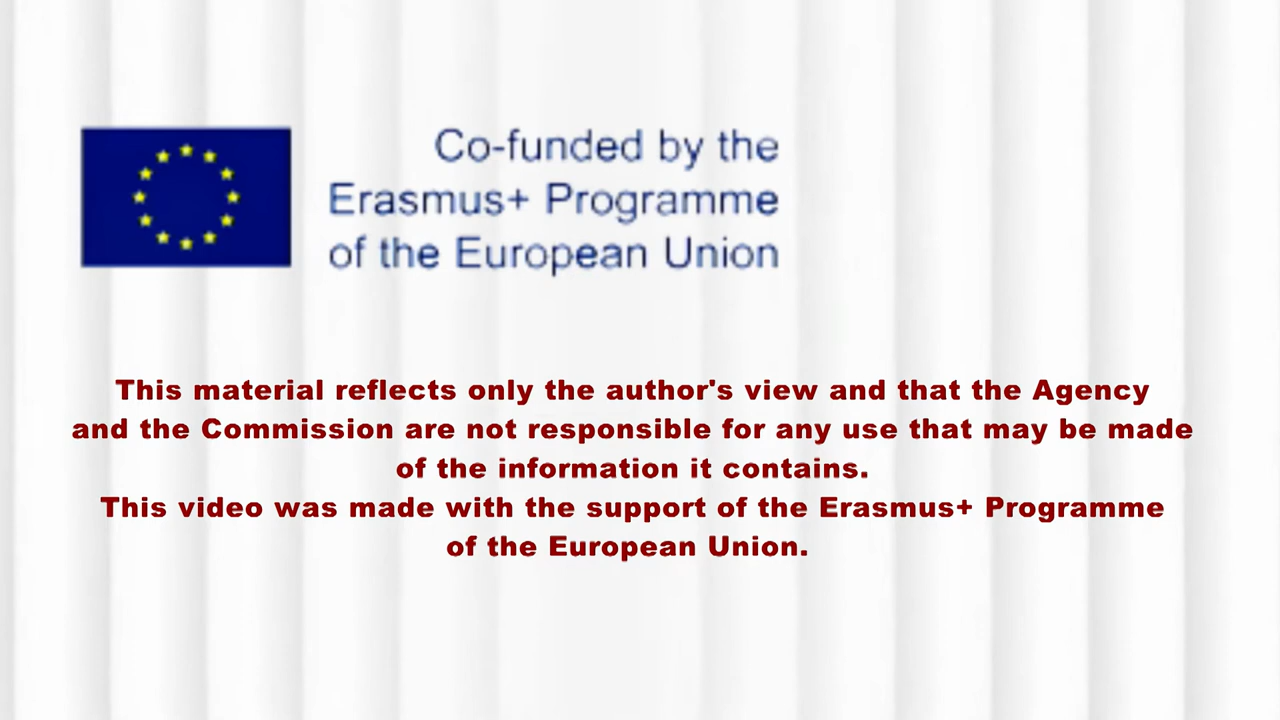 Co-funded by the
Erasmus+ Programme
of the European Union
This material reflects only the author's view and that the Agency
and the Commission are not responsible for any use that may be made
of the information it contains.
This video was made with the support of the Erasmus+ Programme
of the European Union.